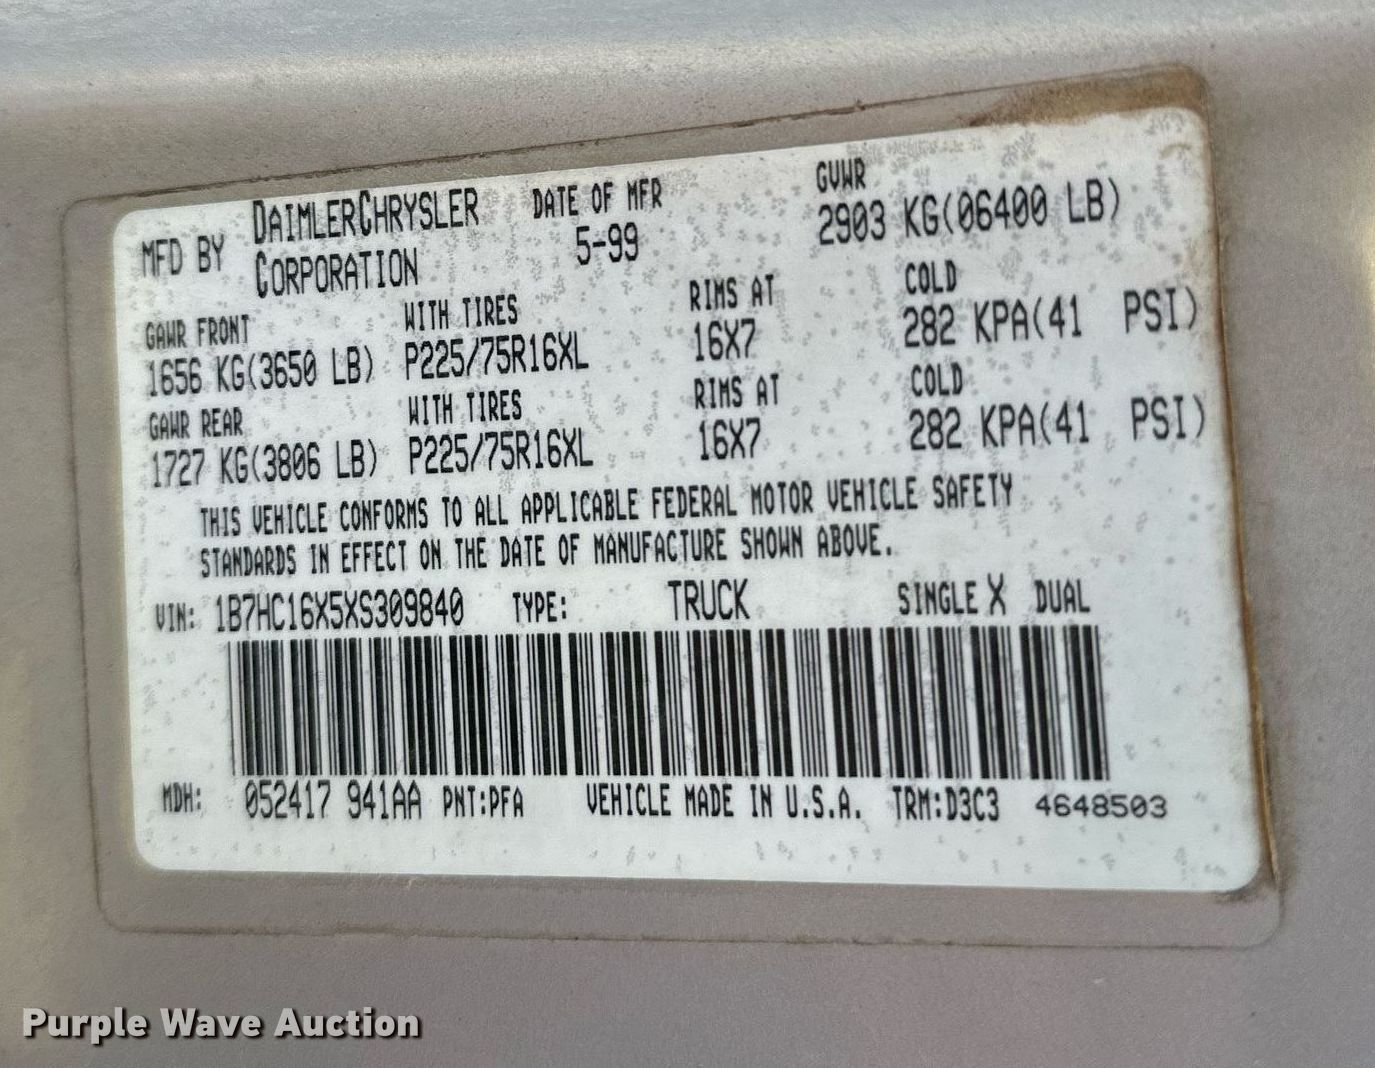 MFD BY DAIMLERCHRYSLER CORPORATION DATE OF MFR 5-99 GVWR 2903 KG(06400 LB)
GAWR FRONT WITH TIRES RIMS AT COLD
1656 KG(3650 LB) P225/75R16XL 16X7 282 KPA(41 PSI)
GAWR REAR WITH TIRES RIMS AT COLD
1727 KG(3806 LB) P225/75R16XL 16X7 282 KPA(41 PSI)
THIS VEHICLE CONFORMS TO ALL APPLICABLE FEDERAL MOTOR VEHICLE SAFETY
STANDARDS IN EFFECT ON THE DATE OF MANUFACTURE SHOWN ABOVE.
VIN: 1B7HC16X5XS309840 TYPE: TRUCK SINGLE X DUAL
MDH: 052417 941AA PNT:PFA VEHICLE MADE IN U.S.A. TRM:D3C3 4648503
Purple Wave Auction